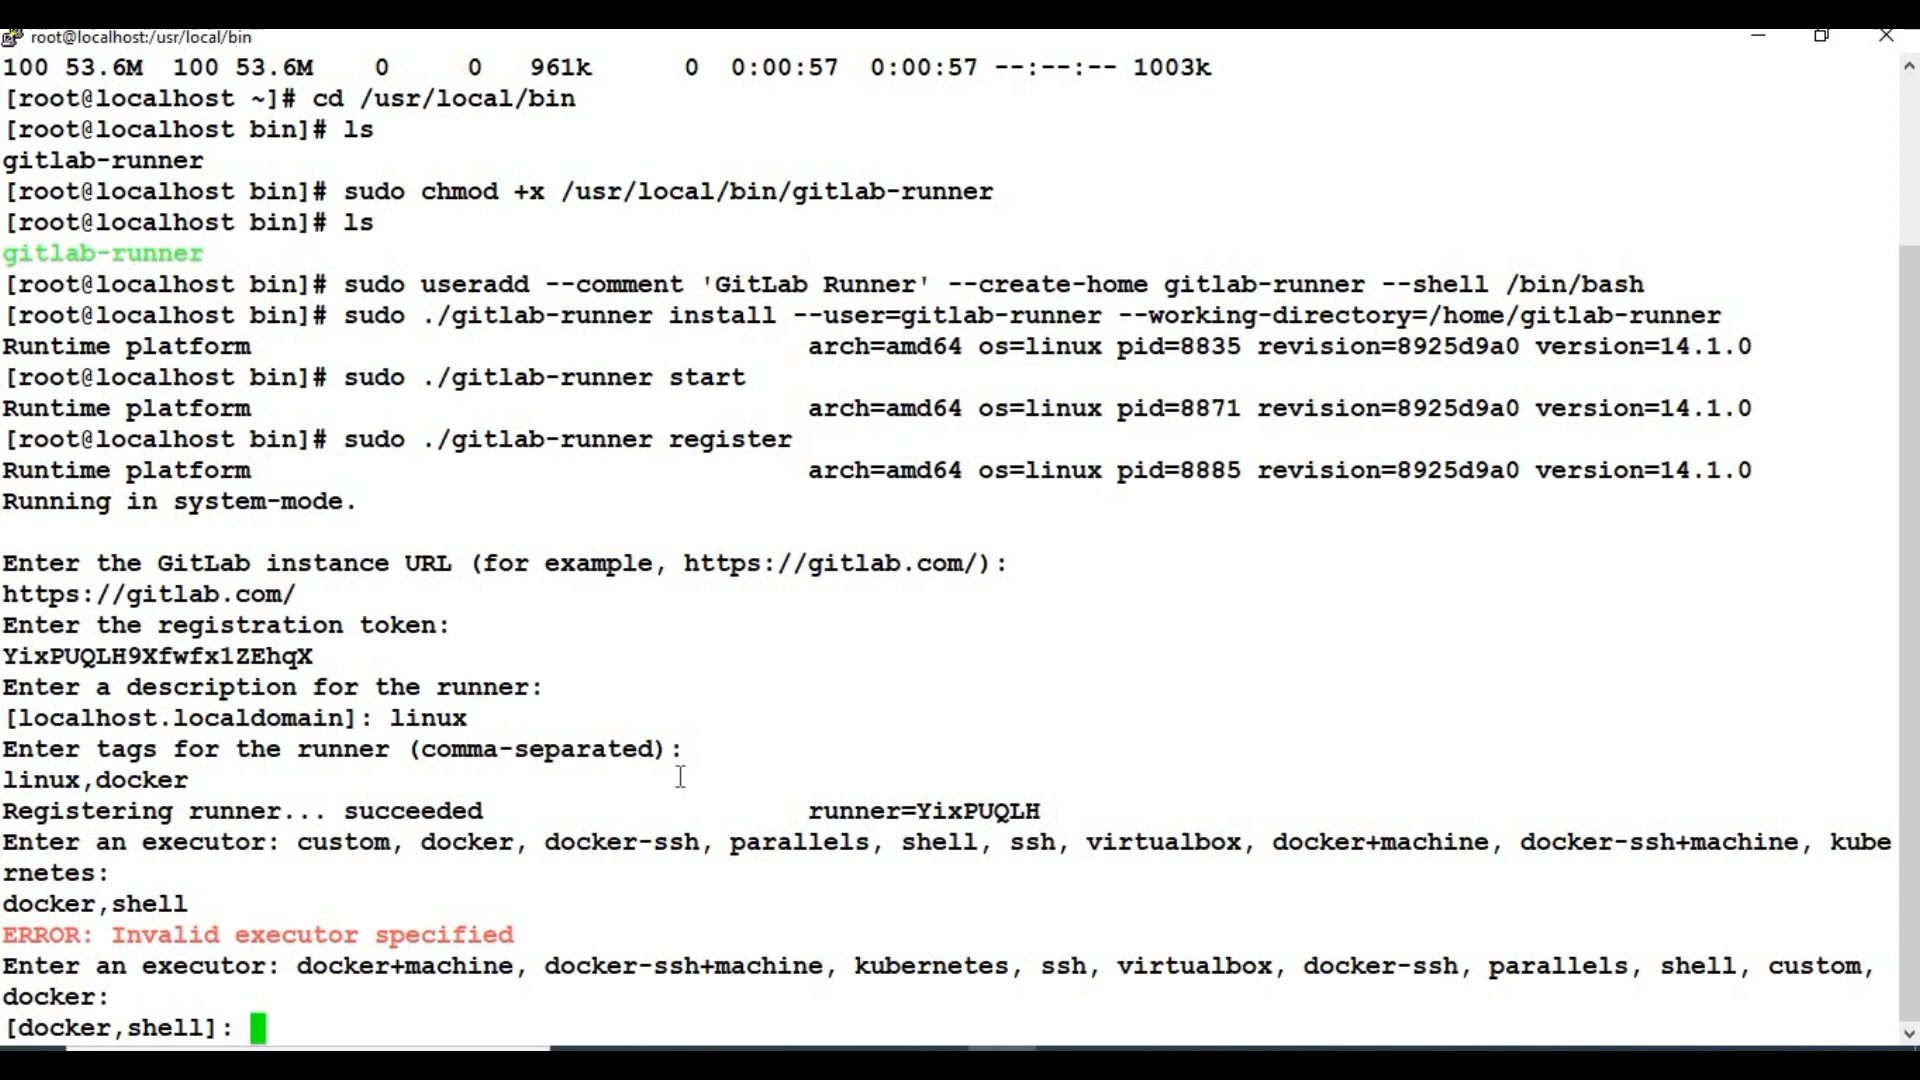 root@localhost:/usr/local/bin
100 53.6M  100 53.6M    0     0   961k      0  0:00:57  0:00:57 --:--:-- 1003k
[root@localhost ~]# cd /usr/local/bin
[root@localhost bin]# ls
gitlab-runner
[root@localhost bin]# sudo chmod +x /usr/local/bin/gitlab-runner
[root@localhost bin]# ls
gitlab-runner
[root@localhost bin]# sudo useradd --comment 'GitLab Runner' --create-home gitlab-runner --shell /bin/bash
[root@localhost bin]# sudo ./gitlab-runner install --user=gitlab-runner --working-directory=/home/gitlab-runner
Runtime platform                                    arch=amd64 os=linux pid=8835 revision=8925d9a0 version=14.1.0
[root@localhost bin]# sudo ./gitlab-runner start
Runtime platform                                    arch=amd64 os=linux pid=8871 revision=8925d9a0 version=14.1.0
[root@localhost bin]# sudo ./gitlab-runner register
Runtime platform                                    arch=amd64 os=linux pid=8885 revision=8925d9a0 version=14.1.0
Running in system-mode.
Enter the GitLab instance URL (for example, https://gitlab.com/):
https://gitlab.com/
Enter the registration token:
YixPUQLH9Xfwfx1ZEhqX
Enter a description for the runner:
[localhost.localdomain]: linux
Enter tags for the runner (comma-separated):
linux,docker
Registering runner... succeeded                     runner=YixPUQLH
Enter an executor: custom, docker, docker-ssh, parallels, shell, ssh, virtualbox, docker+machine, docker-ssh+machine, kube
rnetes:
docker,shell
ERROR: Invalid executor specified
Enter an executor: docker+machine, docker-ssh+machine, kubernetes, ssh, virtualbox, docker-ssh, parallels, shell, custom,
docker:
[docker,shell]: